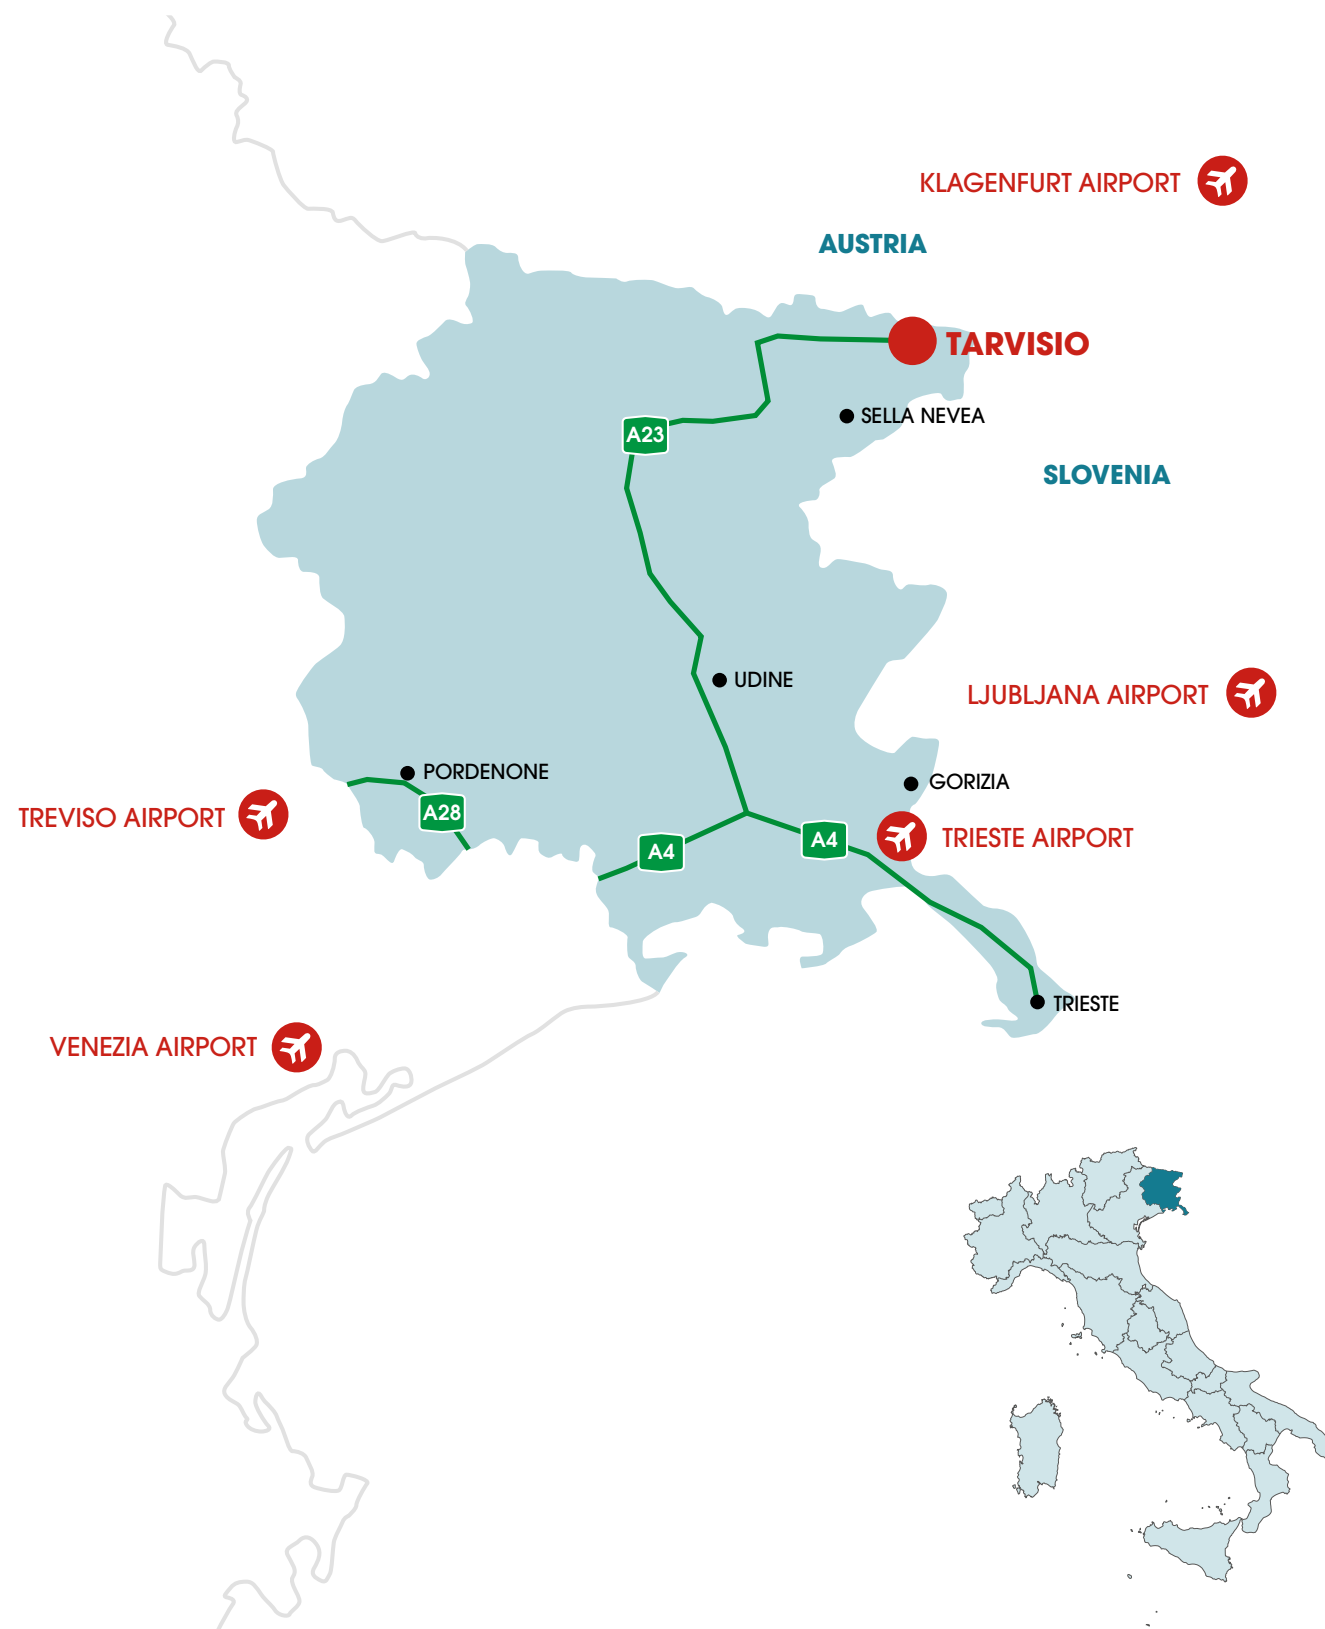 KLAGENFURT AIRPORT
AUSTRIA
TARVISIO
SELLA NEVEA
A23
SLOVENIA
UDINE
LJUBLJANA AIRPORT
PORDENONE
GORIZIA
A28
TREVISO AIRPORT
A4
A4
TRIESTE AIRPORT
TRIESTE
VENEZIA AIRPORT